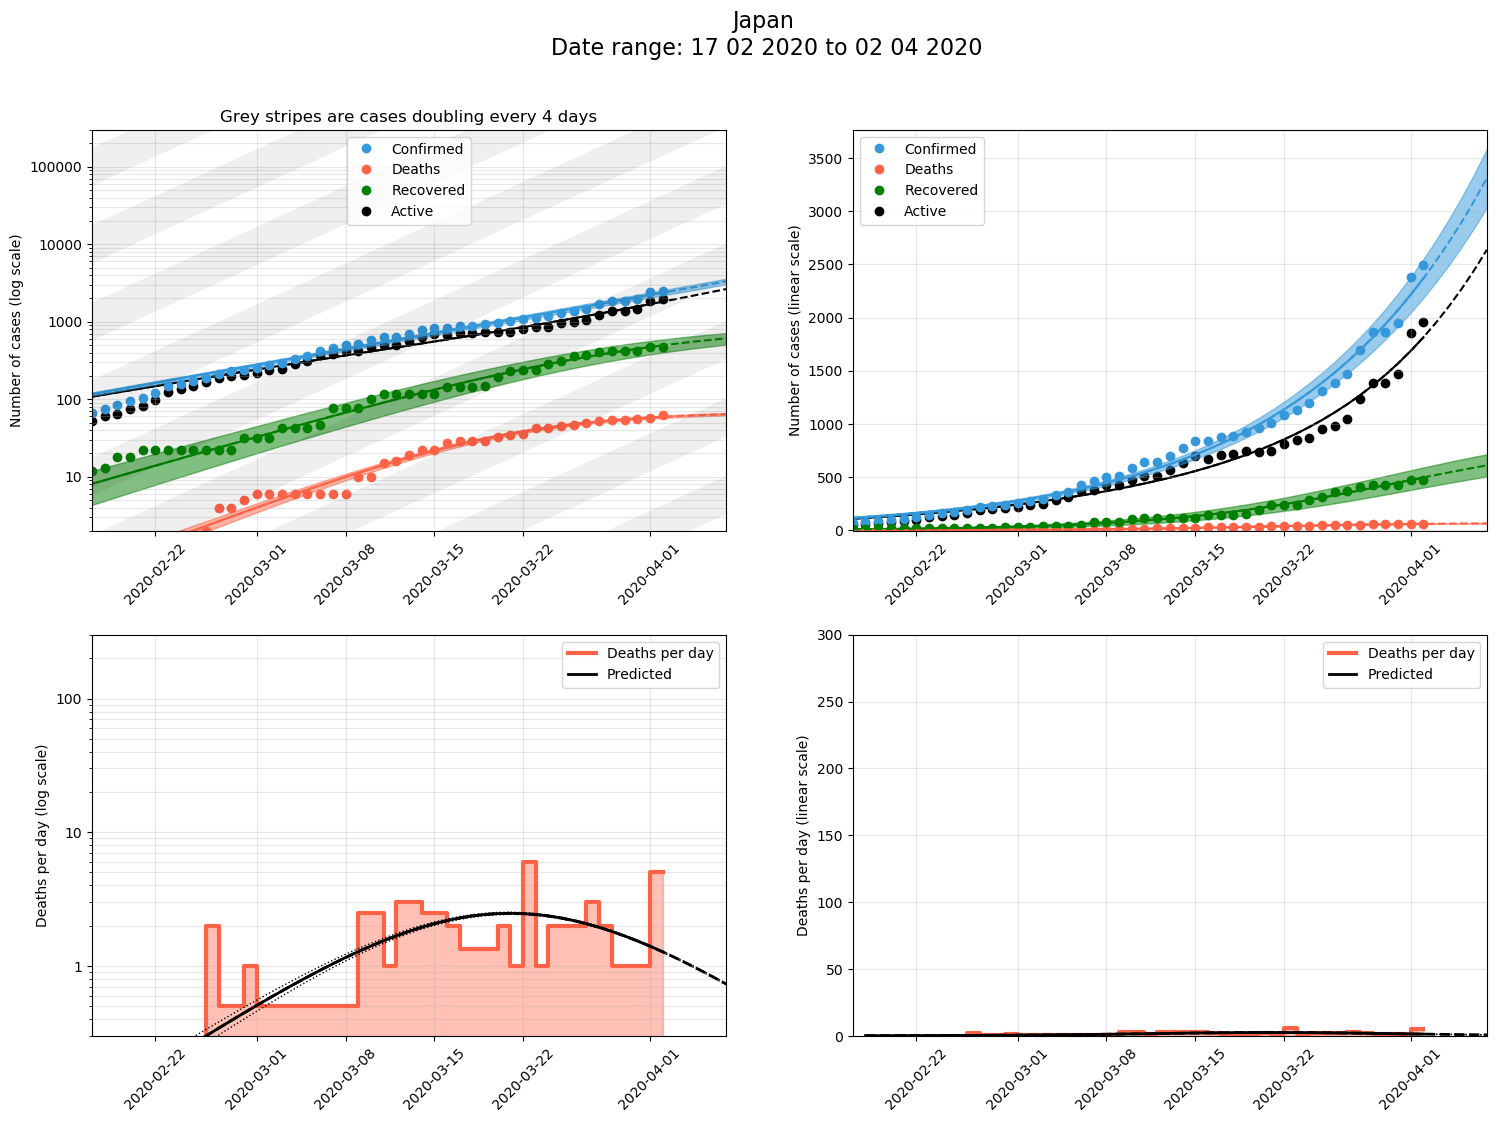 Japan
Date range: 17 02 2020 to 02 04 2020
Grey stripes are cases doubling every 4 days
Number of cases (log scale)
100000
10000
1000
100
10
Confirmed
Deaths
Recovered
Active
2020-02-22
2020-03-01
2020-03-08
2020-03-15
2020-03-22
2020-04-01
Number of cases (linear scale)
3500
3000
2500
2000
1500
1000
500
0
Confirmed
Deaths
Recovered
Active
2020-02-22
2020-03-01
2020-03-08
2020-03-15
2020-03-22
2020-04-01
Deaths per day (log scale)
100
10
1
Deaths per day
Predicted
2020-02-22
2020-03-01
2020-03-08
2020-03-15
2020-03-22
2020-04-01
Deaths per day (linear scale)
300
250
200
150
100
50
0
Deaths per day
Predicted
2020-02-22
2020-03-01
2020-03-08
2020-03-15
2020-03-22
2020-04-01